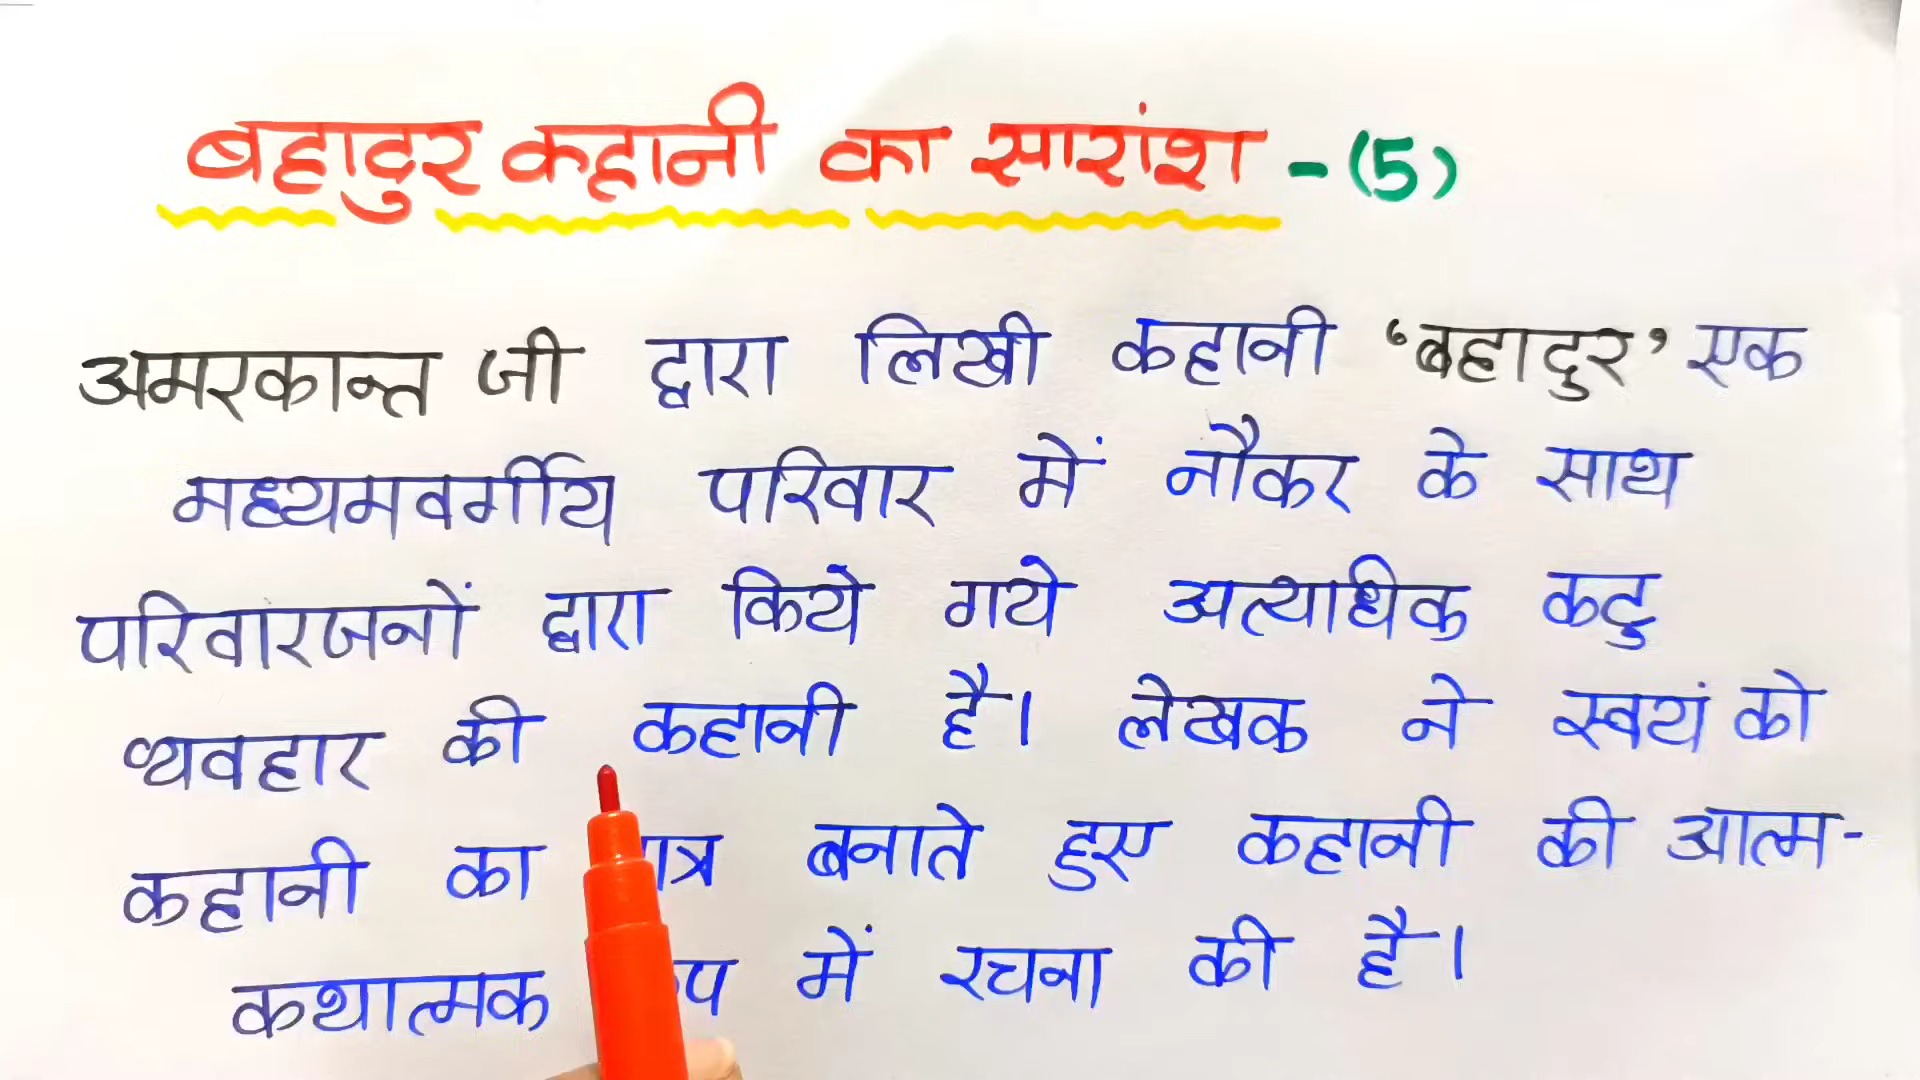 बहादुर कहानी का सारांश - (5)
अमरकान्त जी द्वारा लिखी कहानी ‘बहादुर’ एक
मध्यमवर्गीय परिवार में नौकर के साथ
परिवारजनों द्वारा किये गये अत्याधिक कटु
व्यवहार की कहानी है। लेखक ने स्वयं को
कहानी का बनाते हुए कहानी की आत्म-
कथात्मक में रचना की है।